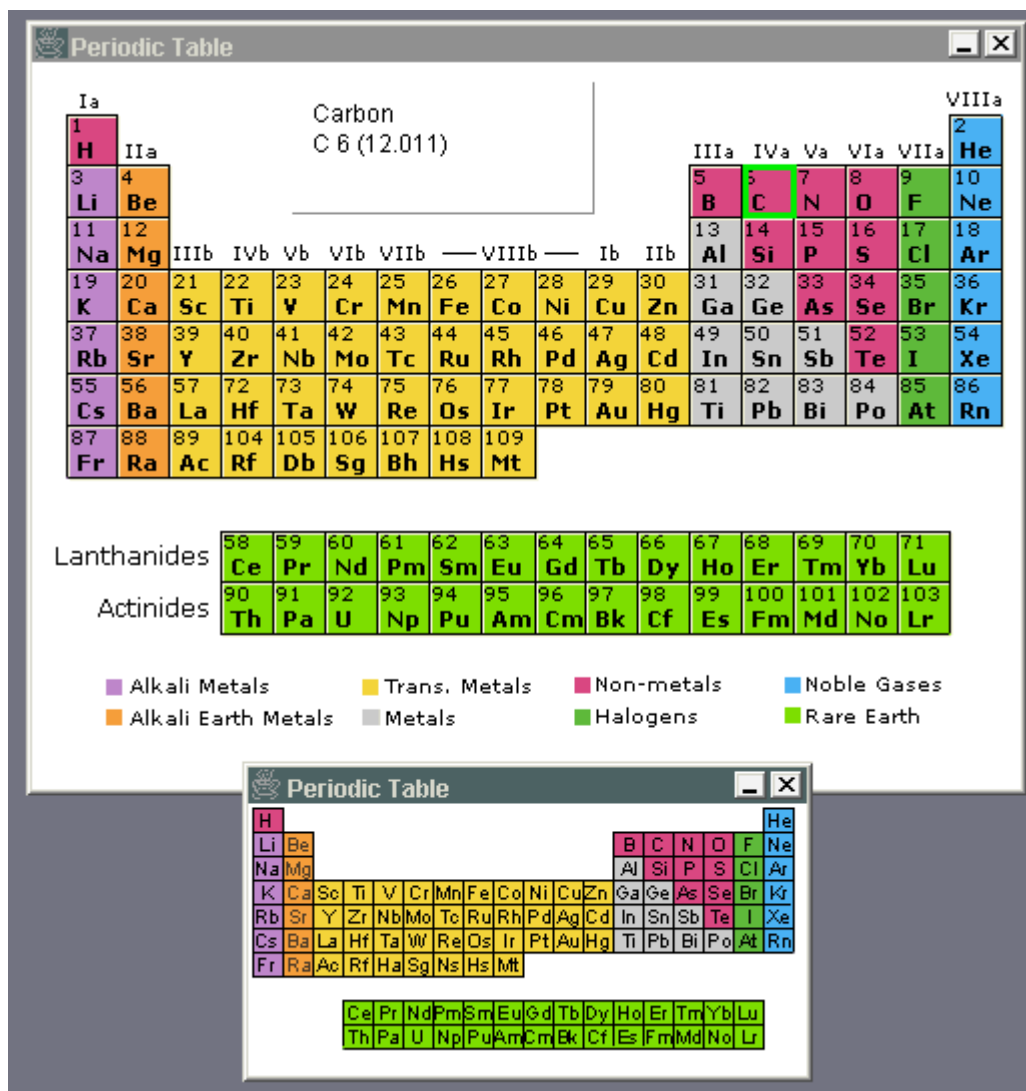 Periodic Table
Ia
VIIIa
Carbon
C 6 (12.011)
1 2
H IIa IIIa IVa Va VIa VIIa He
3 4 5 6 7 8 9 10
Li Be B C N O F Ne
11 12 13 14 15 16 17 18
Na Mg IIIb IVb Vb VIb VIIb — VIIIb — Ib IIb Al Si P S Cl Ar
19 20 21 22 23 24 25 26 27 28 29 30 31 32 33 34 35 36
K Ca Sc Ti V Cr Mn Fe Co Ni Cu Zn Ga Ge As Se Br Kr
37 38 39 40 41 42 43 44 45 46 47 48 49 50 51 52 53 54
Rb Sr Y Zr Nb Mo Tc Ru Rh Pd Ag Cd In Sn Sb Te I Xe
55 56 57 72 73 74 75 76 77 78 79 80 81 82 83 84 85 86
Cs Ba La Hf Ta W Re Os Ir Pt Au Hg Ti Pb Bi Po At Rn
87 88 89 104 105 106 107 108 109
Fr Ra Ac Rf Db Sg Bh Hs Mt
58 59 60 61 62 63 64 65 66 67 68 69 70 71
Lanthanides Ce Pr Nd Pm Sm Eu Gd Tb Dy Ho Er Tm Yb Lu
90 91 92 93 94 95 96 97 98 99 100 101 102 103
Actinides Th Pa U Np Pu Am Cm Bk Cf Es Fm Md No Lr
Alkali Metals Trans. Metals Non-metals Noble Gases
Alkali Earth Metals Metals Halogens Rare Earth
Periodic Table
H He
Li Be B C N O F Ne
Na Mg Al Si P S Cl Ar
K Ca Sc Ti V Cr Mn Fe Co Ni Cu Zn Ga Ge As Se Br Kr
Rb Sr Y Zr Nb Mo Tc Ru Rh Pd Ag Cd In Sn Sb Te I Xe
Cs Ba La Hf Ta W Re Os Ir Pt Au Hg Ti Pb Bi Po At Rn
Fr Ra Ac Rf Ha Sg Ns Hs Mt
Ce Pr Nd Pm Sm Eu Gd Tb Dy Ho Er Tm Yb Lu
Th Pa U Np Pu Am Cm Bk Cf Es Fm Md No Lr